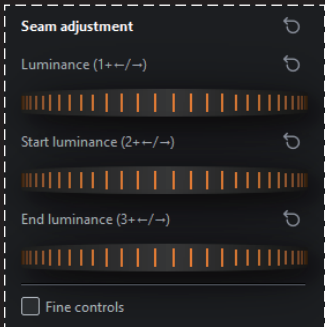 Seam adjustment
Luminance (1+←/→)
Start luminance (2+←/→)
End luminance (3+←/→)
Fine controls